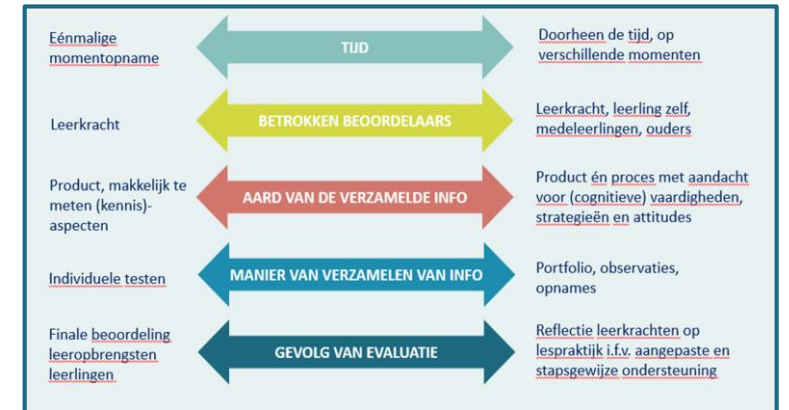 Eénmalige
momentopname
TIJD
Doorheen de tijd, op
verschillende momenten
Leerkracht
BETROKKEN BEOORDELAARS
Leerkracht, leerling zelf,
medeleerlingen, ouders
Product, makkelijk te
meten (kennis)-
aspecten
AARD VAN DE VERZAMELDE INFO
Product én proces met aandacht
voor (cognitieve) vaardigheden,
strategieën en attitudes
Individuele testen
MANIER VAN VERZAMELEN VAN INFO
Portfolio, observaties,
opnames
Finale beoordeling
leeropbrengsten
leerlingen
GEVOLG VAN EVALUATIE
Reflectie leerkrachten op
lespraktijk i.f.v. aangepaste en
stapsgewijze ondersteuning